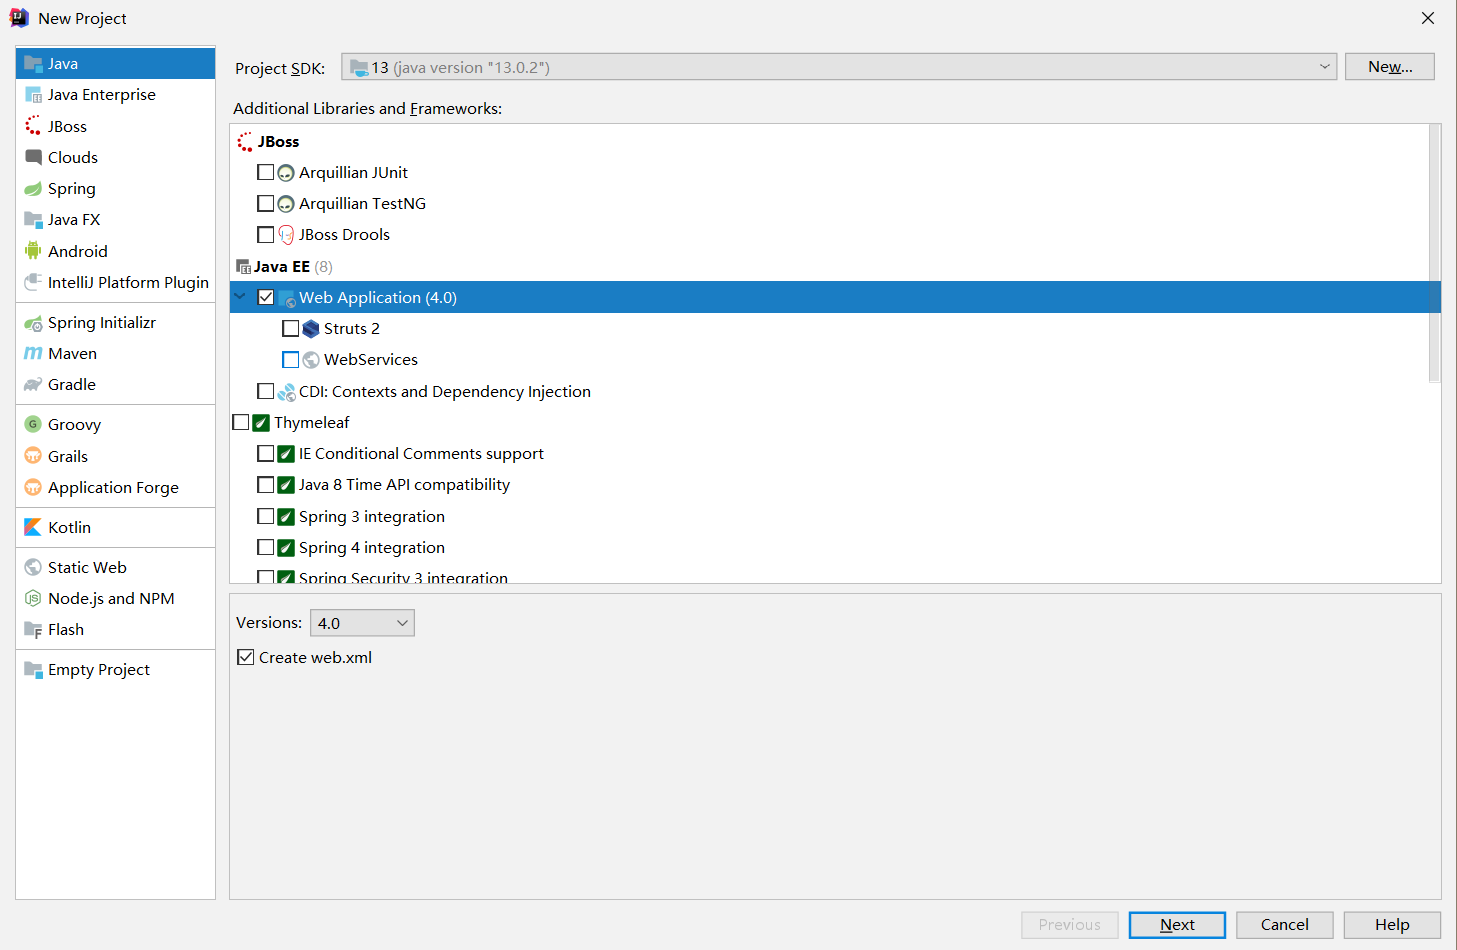 New Project
Java
Java Enterprise
JBoss
Clouds
Spring
Java FX
Android
IntelliJ Platform Plugin
Spring Initializr
Maven
Gradle
Groovy
Grails
Application Forge
Kotlin
Static Web
Node.js and NPM
Flash
Empty Project
Project SDK: 13 (java version "13.0.2") New...
Additional Libraries and Frameworks:
JBoss
Arquillian JUnit
Arquillian TestNG
JBoss Drools
Java EE (8)
Web Application (4.0)
Struts 2
WebServices
CDI: Contexts and Dependency Injection
Thymeleaf
IE Conditional Comments support
Java 8 Time API compatibility
Spring 3 integration
Spring 4 integration
Spring Security 3 integration
Versions: 4.0
Create web.xml
Previous Next Cancel Help